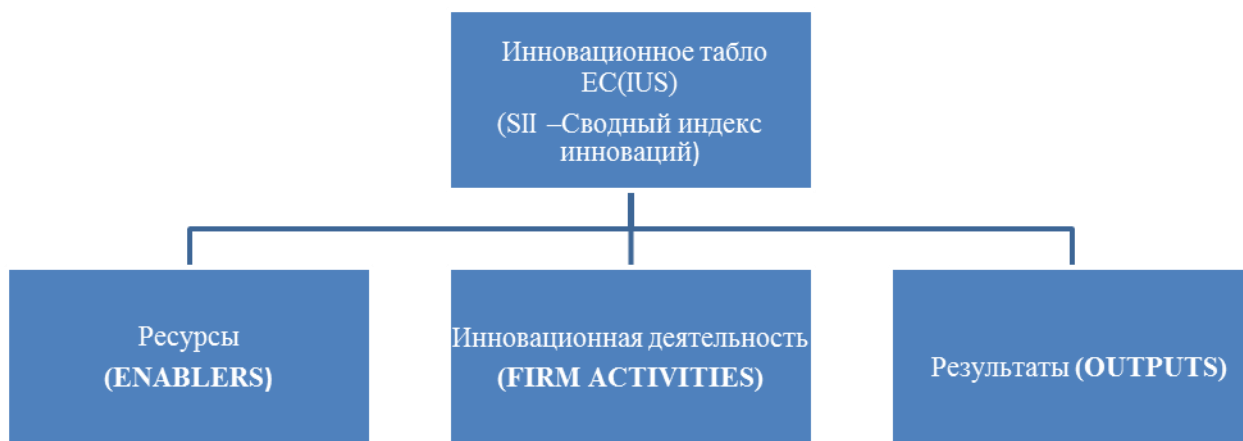 Инновационное табло
ЕС(IUS)
(SII –Сводный индекс
инноваций)
Ресурсы
(ENABLERS)
Инновационная деятельность
(FIRM ACTIVITIES)
Результаты (OUTPUTS)